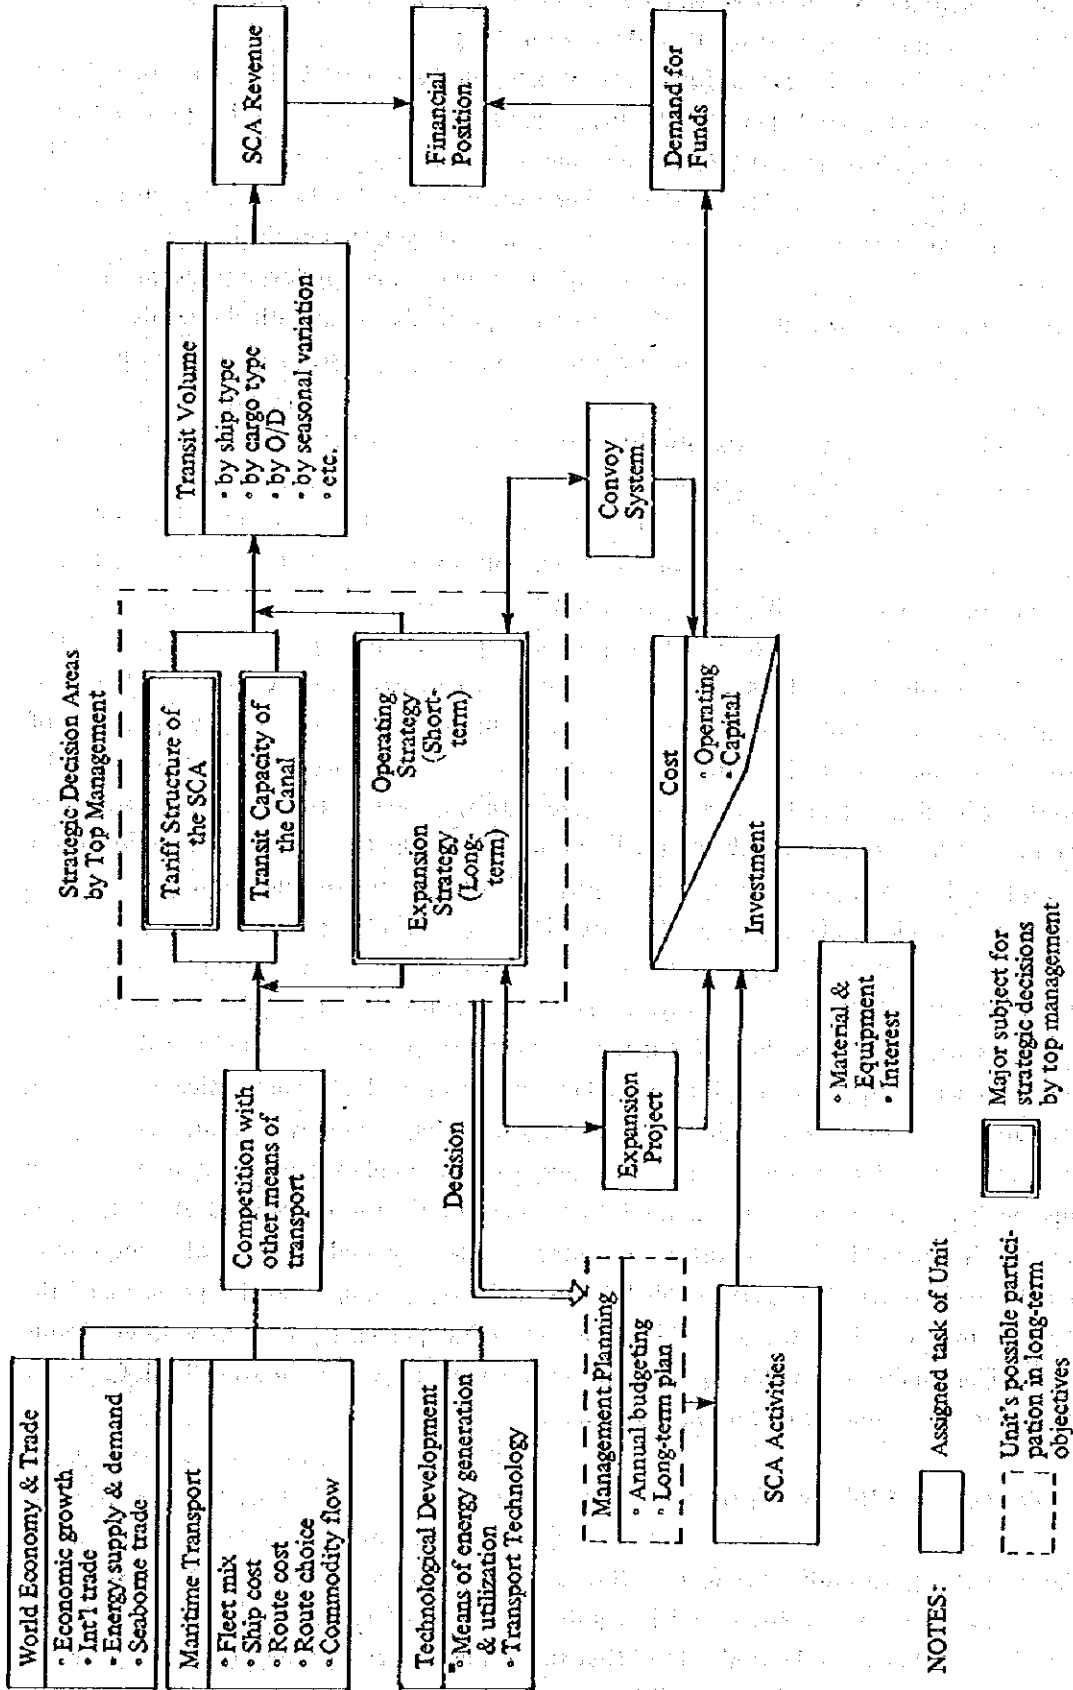 World Economy & Trade
• Economic growth
• Int'l trade
• Energy supply & demand
• Seaborne trade
Maritime Transport
• Fleet mix
• Ship cost
• Route cost
• Route choice
• Commodity flow
Technological Development
• Means of energy generation
& utilization
• Transport Technology
Competition with
other means of
transport
Strategic Decision Areas
by Top Management
Tariff Structure of
the SCA
Transit Capacity of
the Canal
Expansion
Strategy
(Long-
term)
Operating
Strategy
(Short-
term)
Transit Volume
• by ship type
• by cargo type
• by O/D
• by seasonal variation
• etc.
SCA Revenue
Financial
Position
Demand for
Funds
Decision
Management Planning
• Annual budgeting
• Long-term plan
SCA Activities
Expansion
Project
Convoy
System
Cost
• Operating
• Capital
Investment
• Material &
Equipment
• Interest
NOTES:
Assigned task of Unit
Unit's possible partici-
pation in long-term
objectives
Major subject for
strategic decisions
by top management